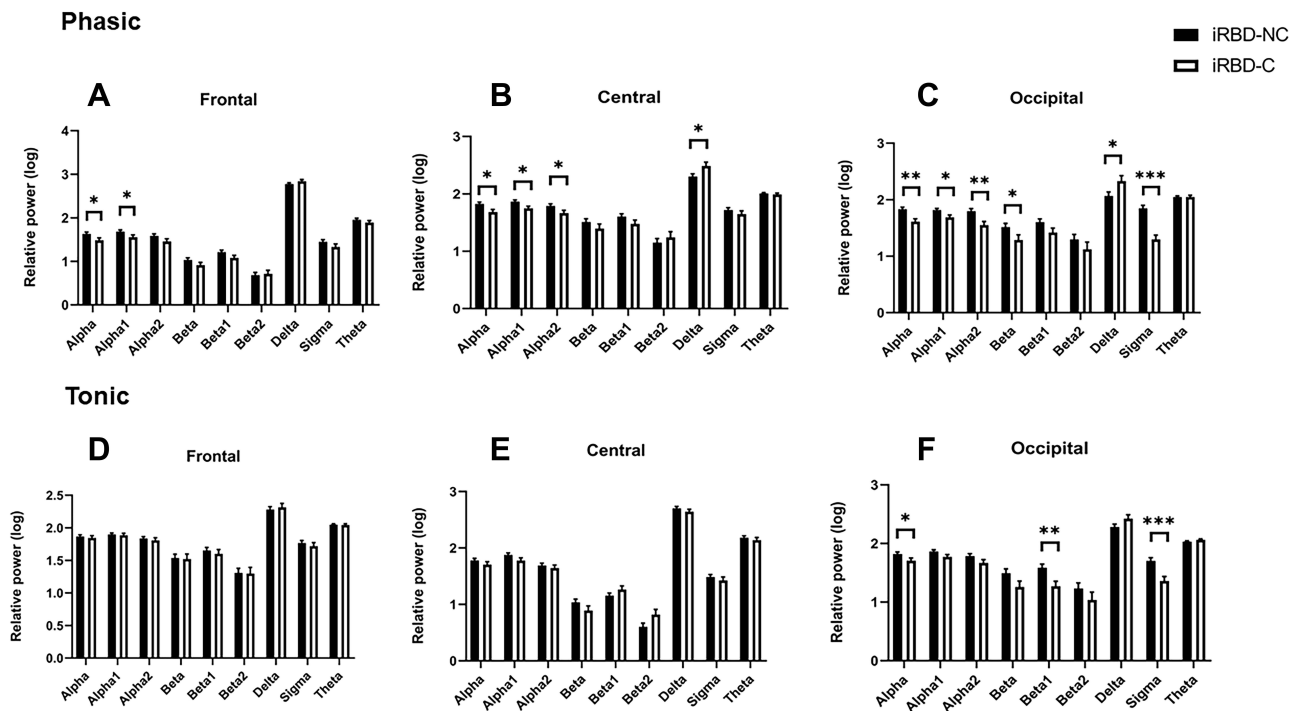 Phasic
iRBD-NC
iRBD-C
A
Frontal
Relative power (log)
4
3
2
1
0
*
*
Alpha
Alpha1
Alpha2
Beta
Beta1
Beta2
Delta
Sigma
Theta
B
Central
Relative power (log)
3
2
1
0
*
*
*
*
Alpha
Alpha1
Alpha2
Beta
Beta1
Beta2
Delta
Sigma
Theta
C
Occipital
Relative power (log)
3
2
1
0
**
*
**
*
*
***
Alpha
Alpha1
Alpha2
Beta
Beta1
Beta2
Delta
Sigma
Theta
Tonic
D
Frontal
Relative power (log)
2.5
2.0
1.5
1.0
0.5
0.0
Alpha
Alpha1
Alpha2
Beta
Beta1
Beta2
Delta
Sigma
Theta
E
Central
Relative power (log)
3
2
1
0
Alpha
Alpha1
Alpha2
Beta
Beta1
Beta2
Delta
Sigma
Theta
F
Occipital
Relative power (log)
3
2
1
0
*
**
***
Alpha
Alpha1
Alpha2
Beta
Beta1
Beta2
Delta
Sigma
Theta